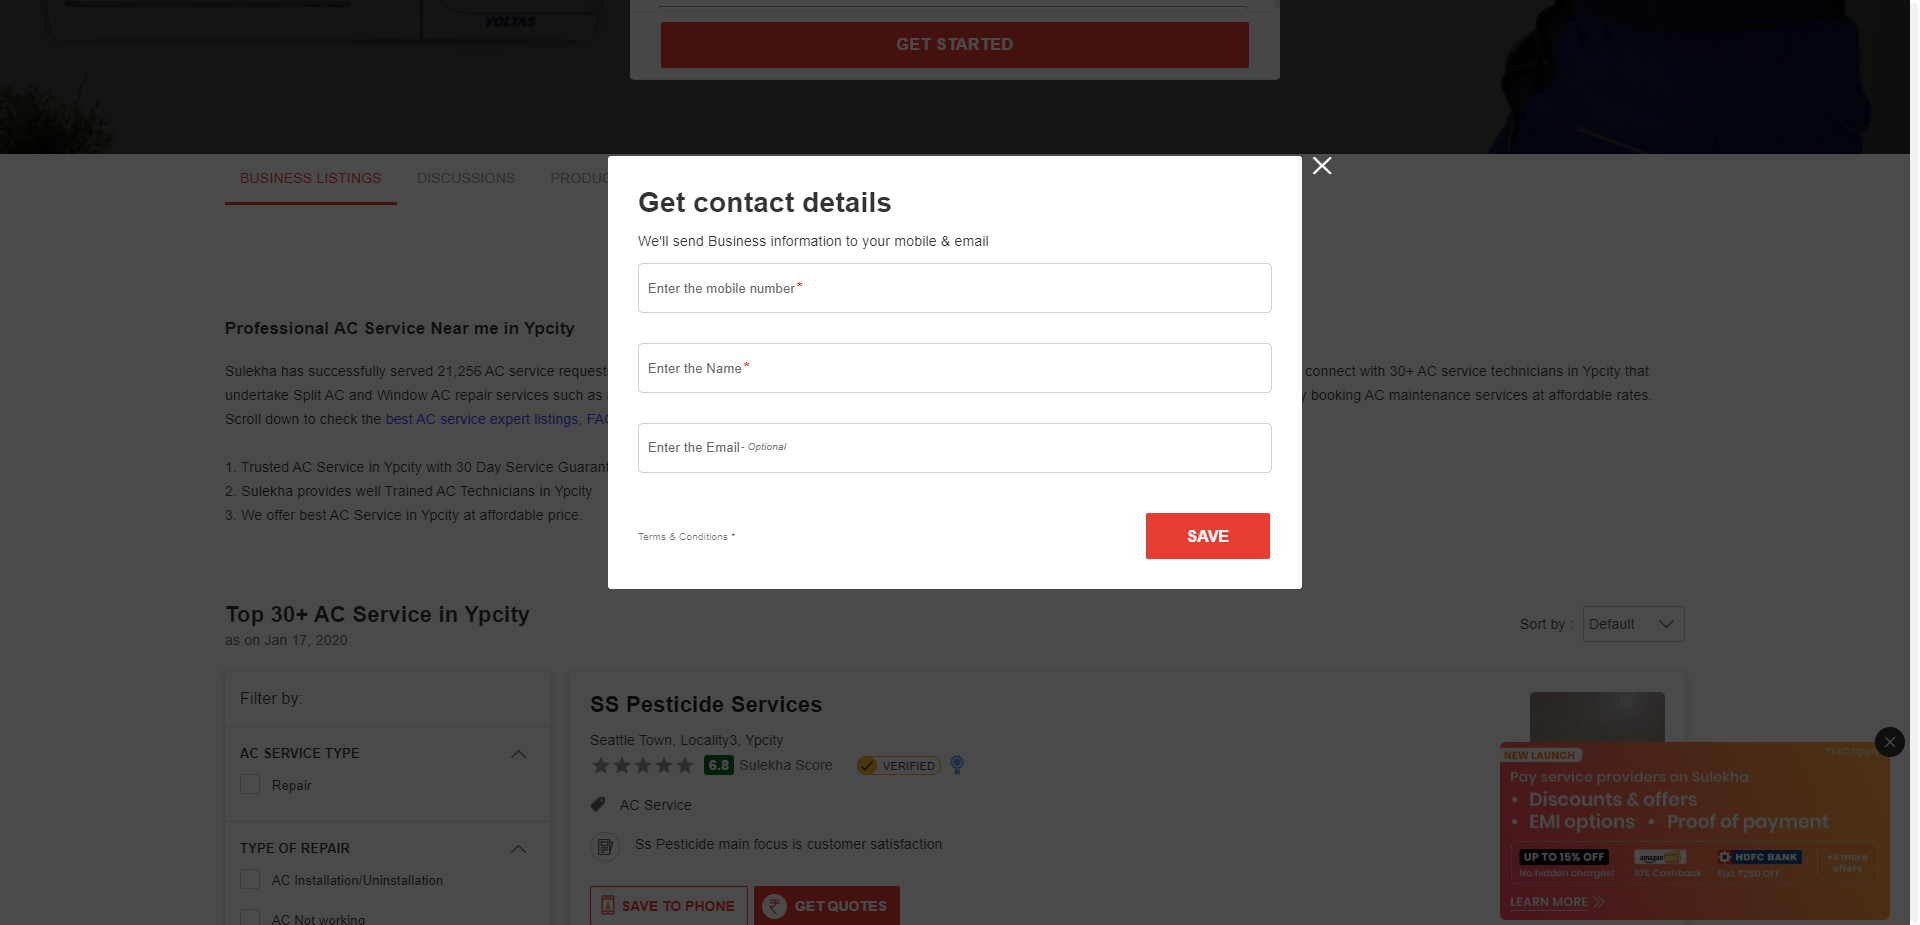 VOLTAS
GET STARTED
BUSINESS LISTINGS
DISCUSSIONS
Get contact details
We'll send Business information to your mobile & email
Enter the mobile number*
Enter the Name*
Enter the Email- Optional
Terms & Conditions *
SAVE
Professional AC Service Near me in Ypcity
Sulekha has successfully served 21,256 AC service requests connect with 30+ AC service technicians in Ypcity that
undertake Split AC and Window AC repair services such as booking AC maintenance services at affordable rates.
Scroll down to check the best AC service expert listings,
1. Trusted AC Service in Ypcity with 30 Day Service
2. Sulekha provides well Trained AC Technicians in Ypcity
3. We offer best AC Service in Ypcity at affordable price.
Top 30+ AC Service in Ypcity
as on Jan 17, 2020
Sort by :
Default
Filter by:
AC SERVICE TYPE
Repair
TYPE OF REPAIR
AC Installation/Uninstallation
AC Not working
SS Pesticide Services
Seattle Town, Locality3, Ypcity
6.8 Sulekha Score
VERIFIED
AC Service
Ss Pesticide main focus is customer satisfaction
SAVE TO PHONE
GET QUOTES
NEW LAUNCH
*T&C apply
Pay service providers on Sulekha
• Discounts & offers
• EMI options • Proof of payment
UP TO 15% OFF
No hidden charges!
amazon
10% Cashback
HDFC BANK
Flat ₹250 OFF
+3 more
offers
LEARN MORE